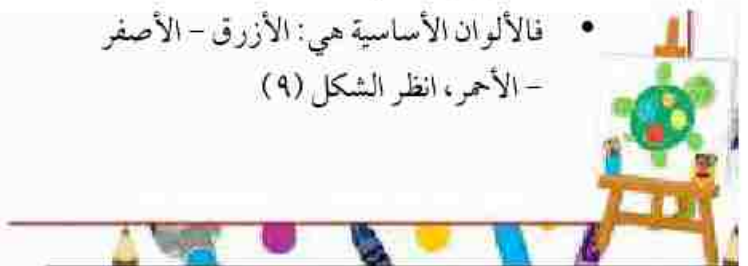 • فالألوان الأساسية هي: الأزرق - الأصفر
- الأحمر، انظر الشكل (٩)